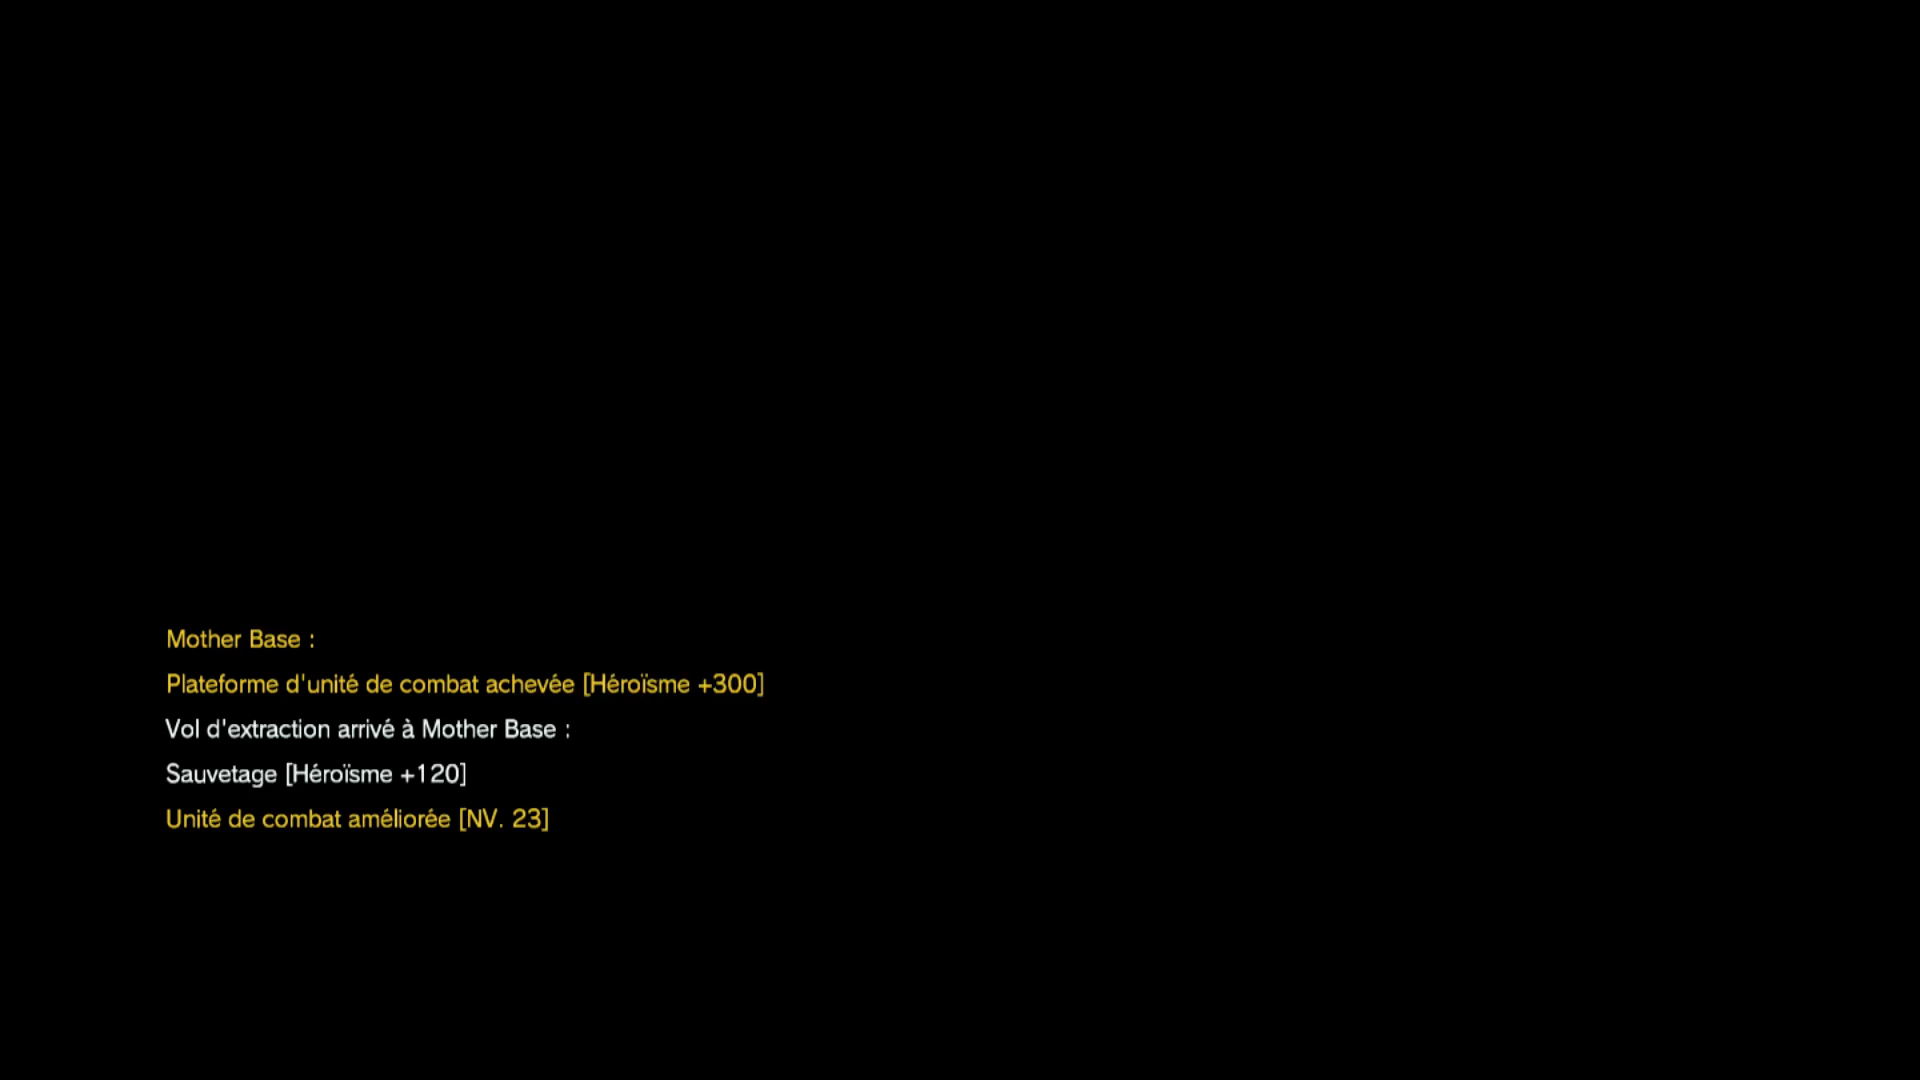 Mother Base :
Plateforme d'unité de combat achevée [Héroïsme +300]
Vol d'extraction arrivé à Mother Base :
Sauvetage [Héroïsme +120]
Unité de combat améliorée [NV. 23]